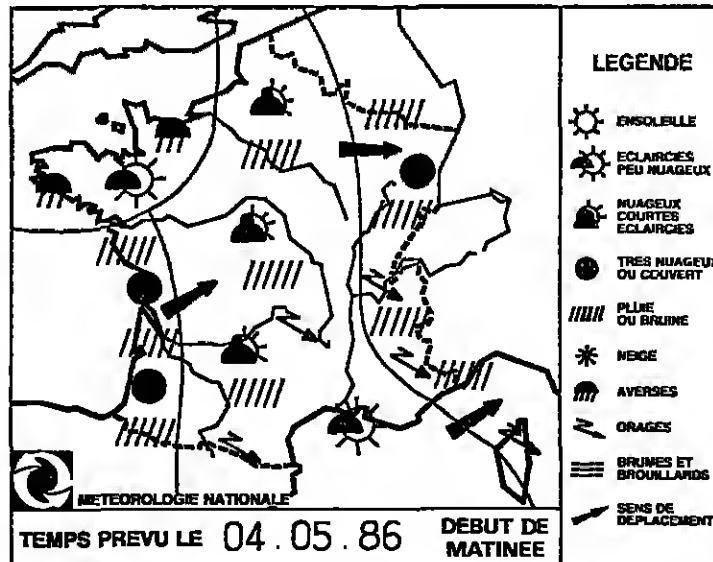 LEGENDE
ENSOLEILLE
ECLAIRCIES
PEU NUAGEUX
NUAGEUX
COURTES
ECLAIRCIES
TRES NUAGEUX
OU COUVERT
PLUIE
OU BRUINE
NEIGE
AVERSES
ORAGES
BRUMES ET
BROUILLARDS
SENS DE
DEPLACEMENT
METEOROLOGIE NATIONALE
TEMPS PREVU LE 04.05.86 DEBUT DE
MATINEE